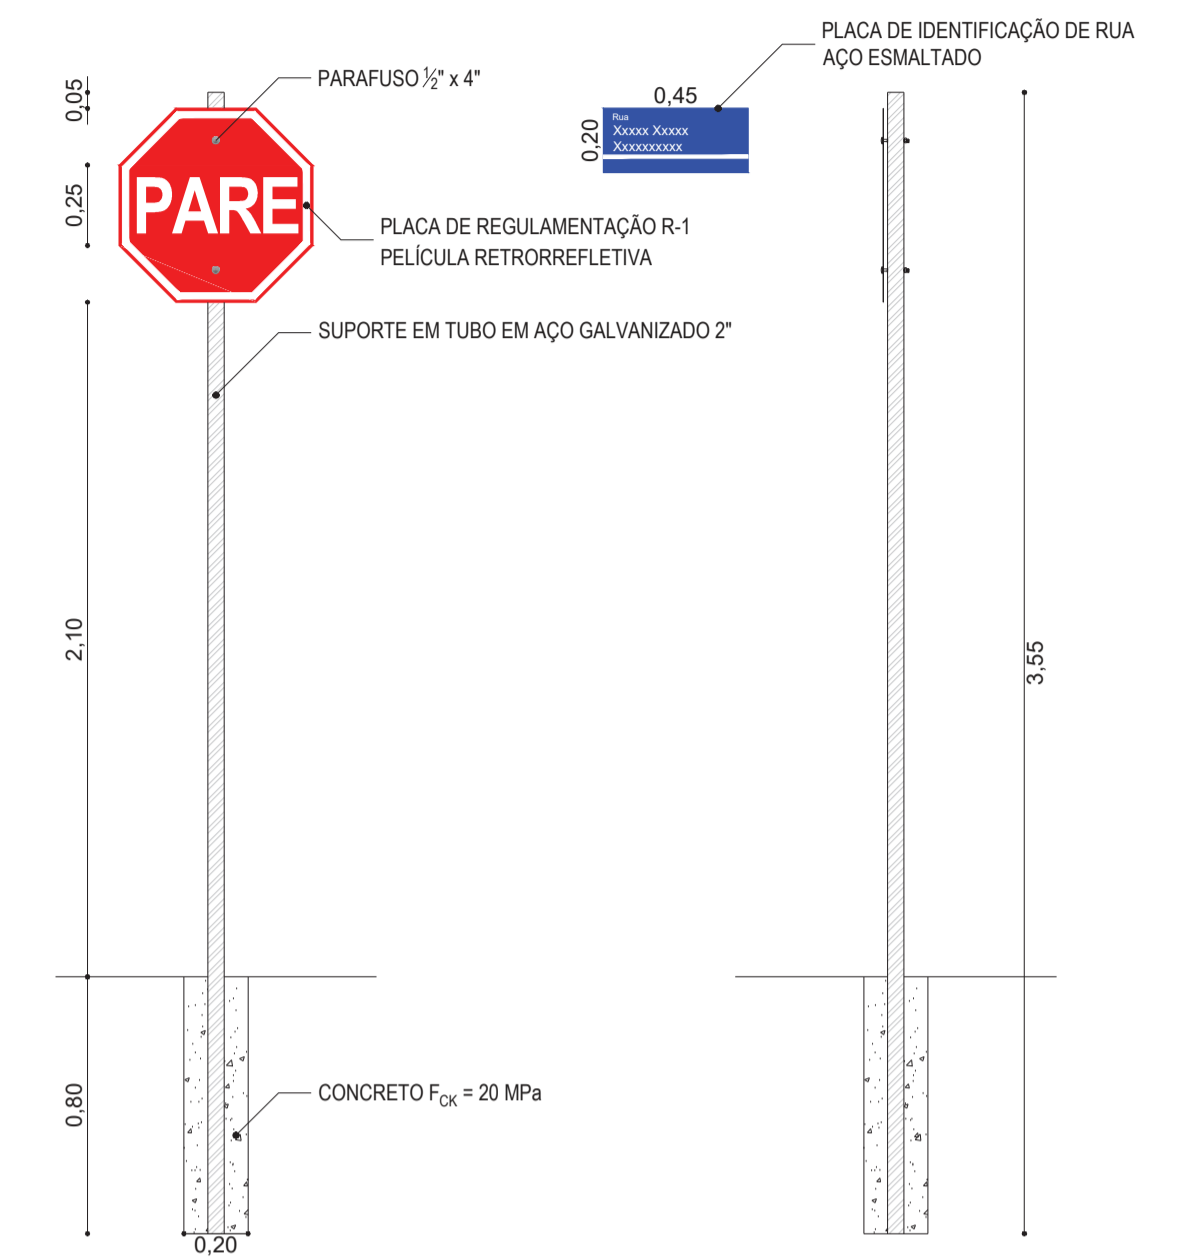 PLACA DE IDENTIFICAÇÃO DE RUA
AÇO ESMALTADO
PARAFUSO ½" x 4"
0,05
0,45
0,20
Rua
Xxxxx Xxxxx
Xxxxxxxxxx
PARE
0,25
PLACA DE REGULAMENTAÇÃO R-1
PELÍCULA RETRORREFLETIVA
SUPORTE EM TUBO EM AÇO GALVANIZADO 2"
2,10
3,55
0,80
CONCRETO FCK = 20 MPa
0,20